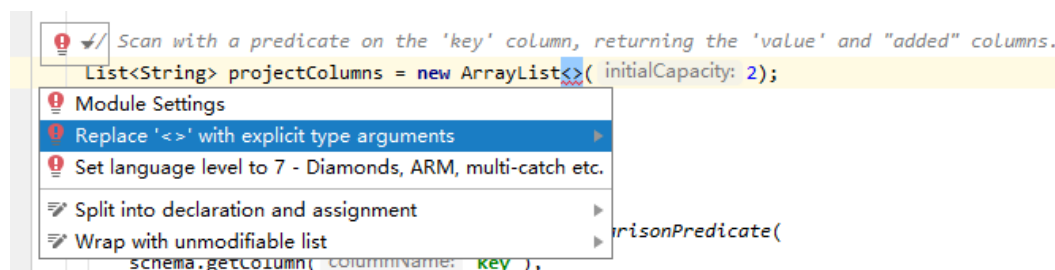 // Scan with a predicate on the 'key' column, returning the 'value' and "added" columns.
List<String> projectColumns = new ArrayList<>( initialCapacity: 2);
Module Settings
Replace '<>' with explicit type arguments
Set language level to 7 - Diamonds, ARM, multi-catch etc.
Split into declaration and assignment
risonPredicate(
Wrap with unmodifiable list
schema.getColumn( columnName: "key"),